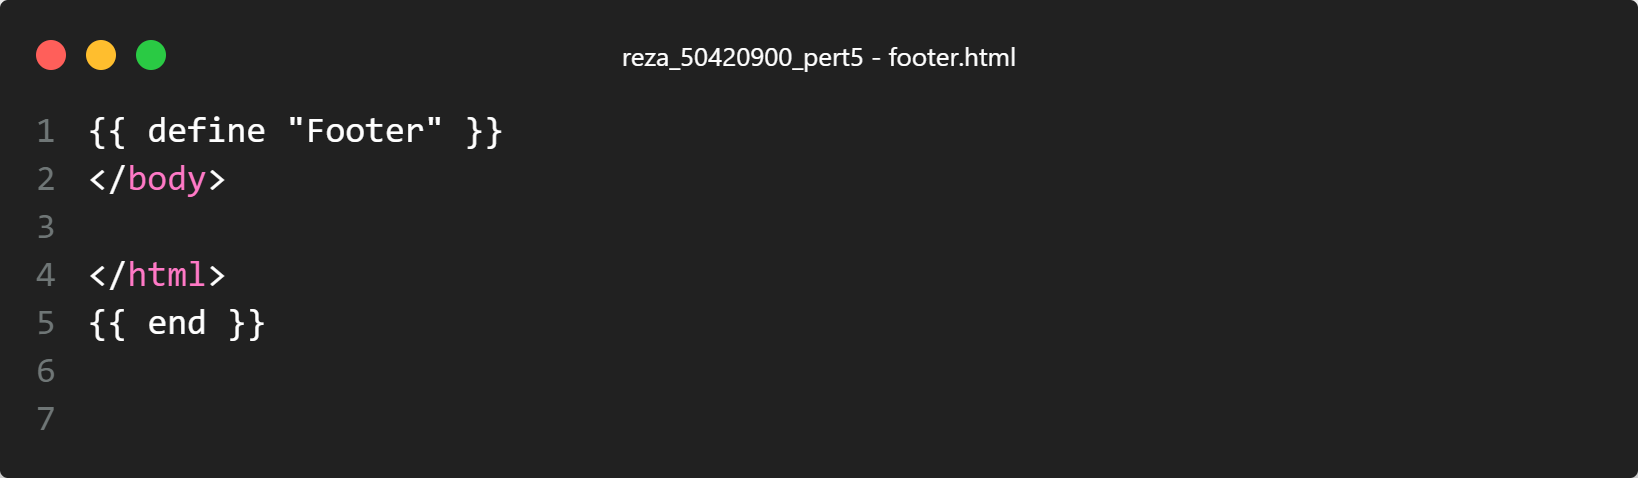 reza_50420900_pert5 - footer.html
1 {{ define "Footer" }}
2 </body>
3
4 </html>
5 {{ end }}
6
7